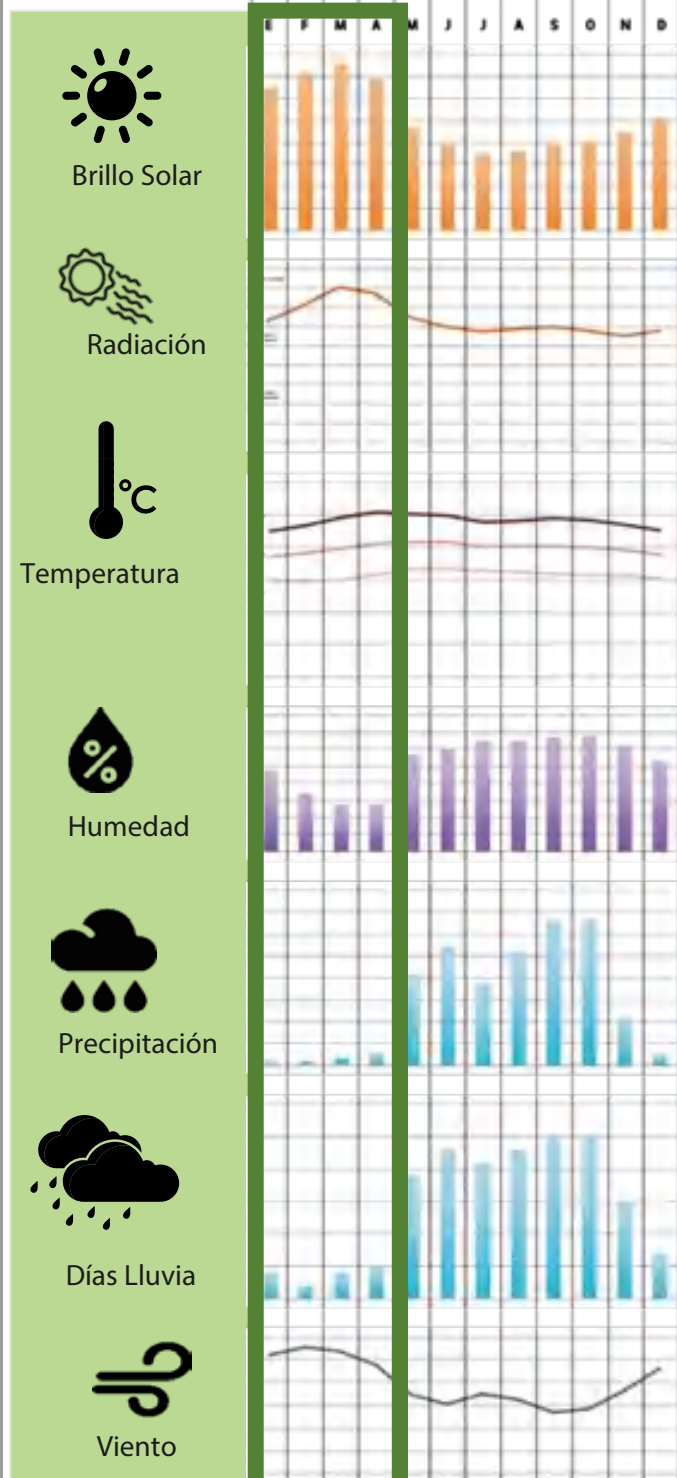 E F M A M J J A S O N D
Brillo Solar
Radiación
°C
Temperatura
%
Humedad
Precipitación
Días Lluvia
Viento